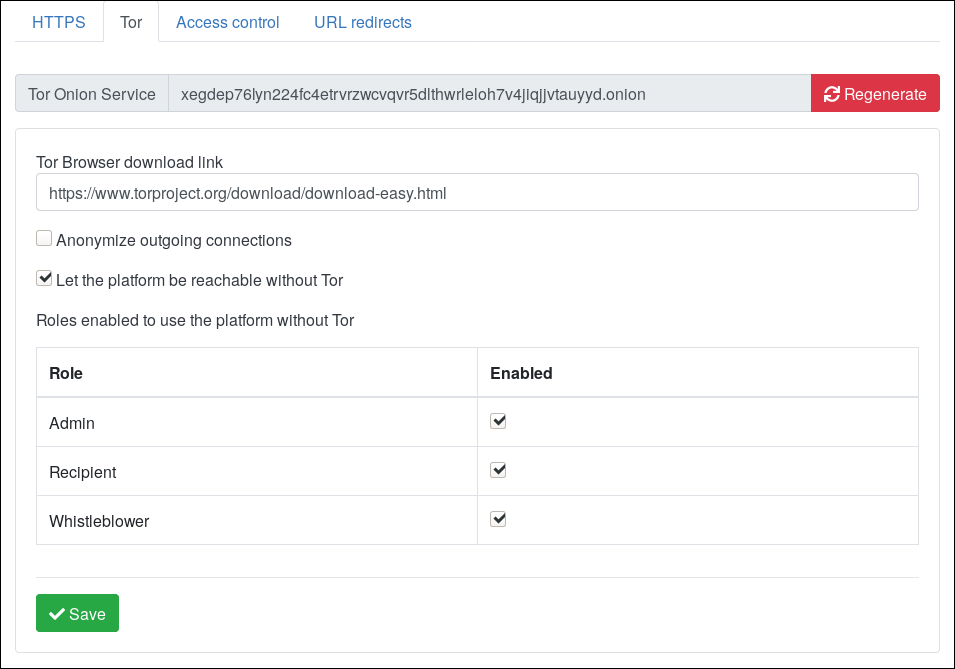 HTTPS Tor Access control URL redirects
Tor Onion Service xegdep76lyn224fc4etrvrzwcvqvr5dlthwrleloh7v4jiqjjvtauyyd.onion Regenerate
Tor Browser download link
https://www.torproject.org/download/download-easy.html
Anonymize outgoing connections
Let the platform be reachable without Tor
Roles enabled to use the platform without Tor
Role Enabled
Admin
Recipient
Whistleblower
Save